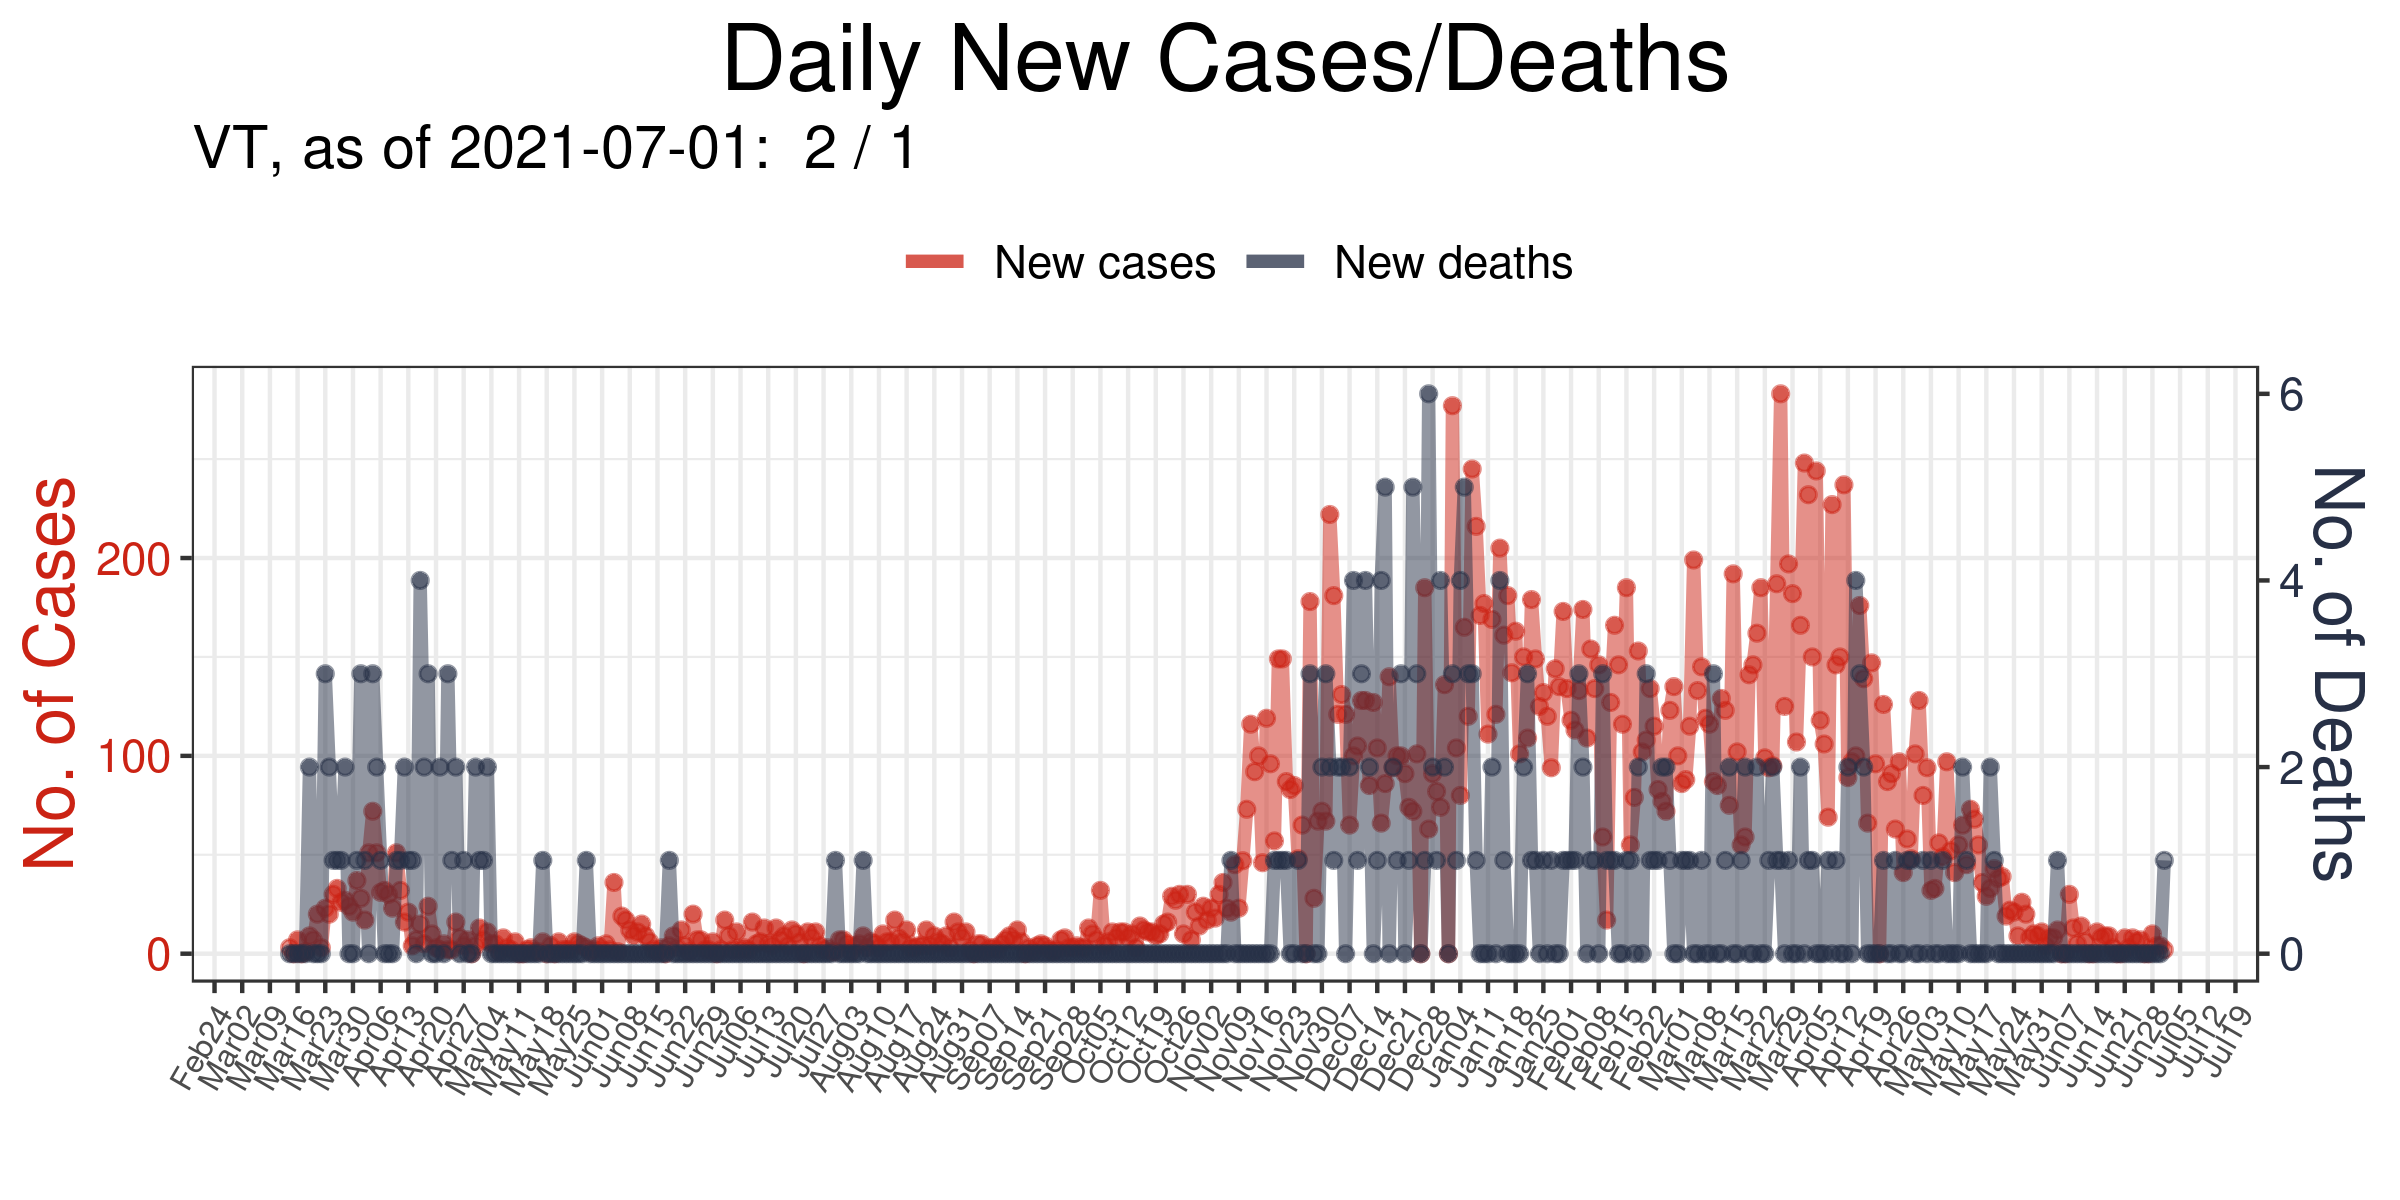 Daily New Cases/Deaths
VT, as of 2021-07-01:  2 / 1
New cases
New deaths
No. of Cases
200
100
0
6
4
2
0
No. of Deaths
Feb24
Mar02
Mar09
Mar16
Mar23
Mar30
Apr06
Apr13
Apr20
Apr27
May04
May11
May18
May25
Jun01
Jun08
Jun15
Jun22
Jun29
Jul06
Jul13
Jul20
Jul27
Aug03
Aug10
Aug17
Aug24
Aug31
Sep07
Sep14
Sep21
Sep28
Oct05
Oct12
Oct19
Oct26
Nov02
Nov09
Nov16
Nov23
Nov30
Dec07
Dec14
Dec21
Dec28
Jan04
Jan11
Jan18
Jan25
Feb01
Feb08
Feb15
Feb22
Mar01
Mar08
Mar15
Mar22
Mar29
Apr05
Apr12
Apr19
Apr26
May03
May10
May17
May24
May31
Jun07
Jun14
Jun21
Jun28
Jul05
Jul12
Jul19